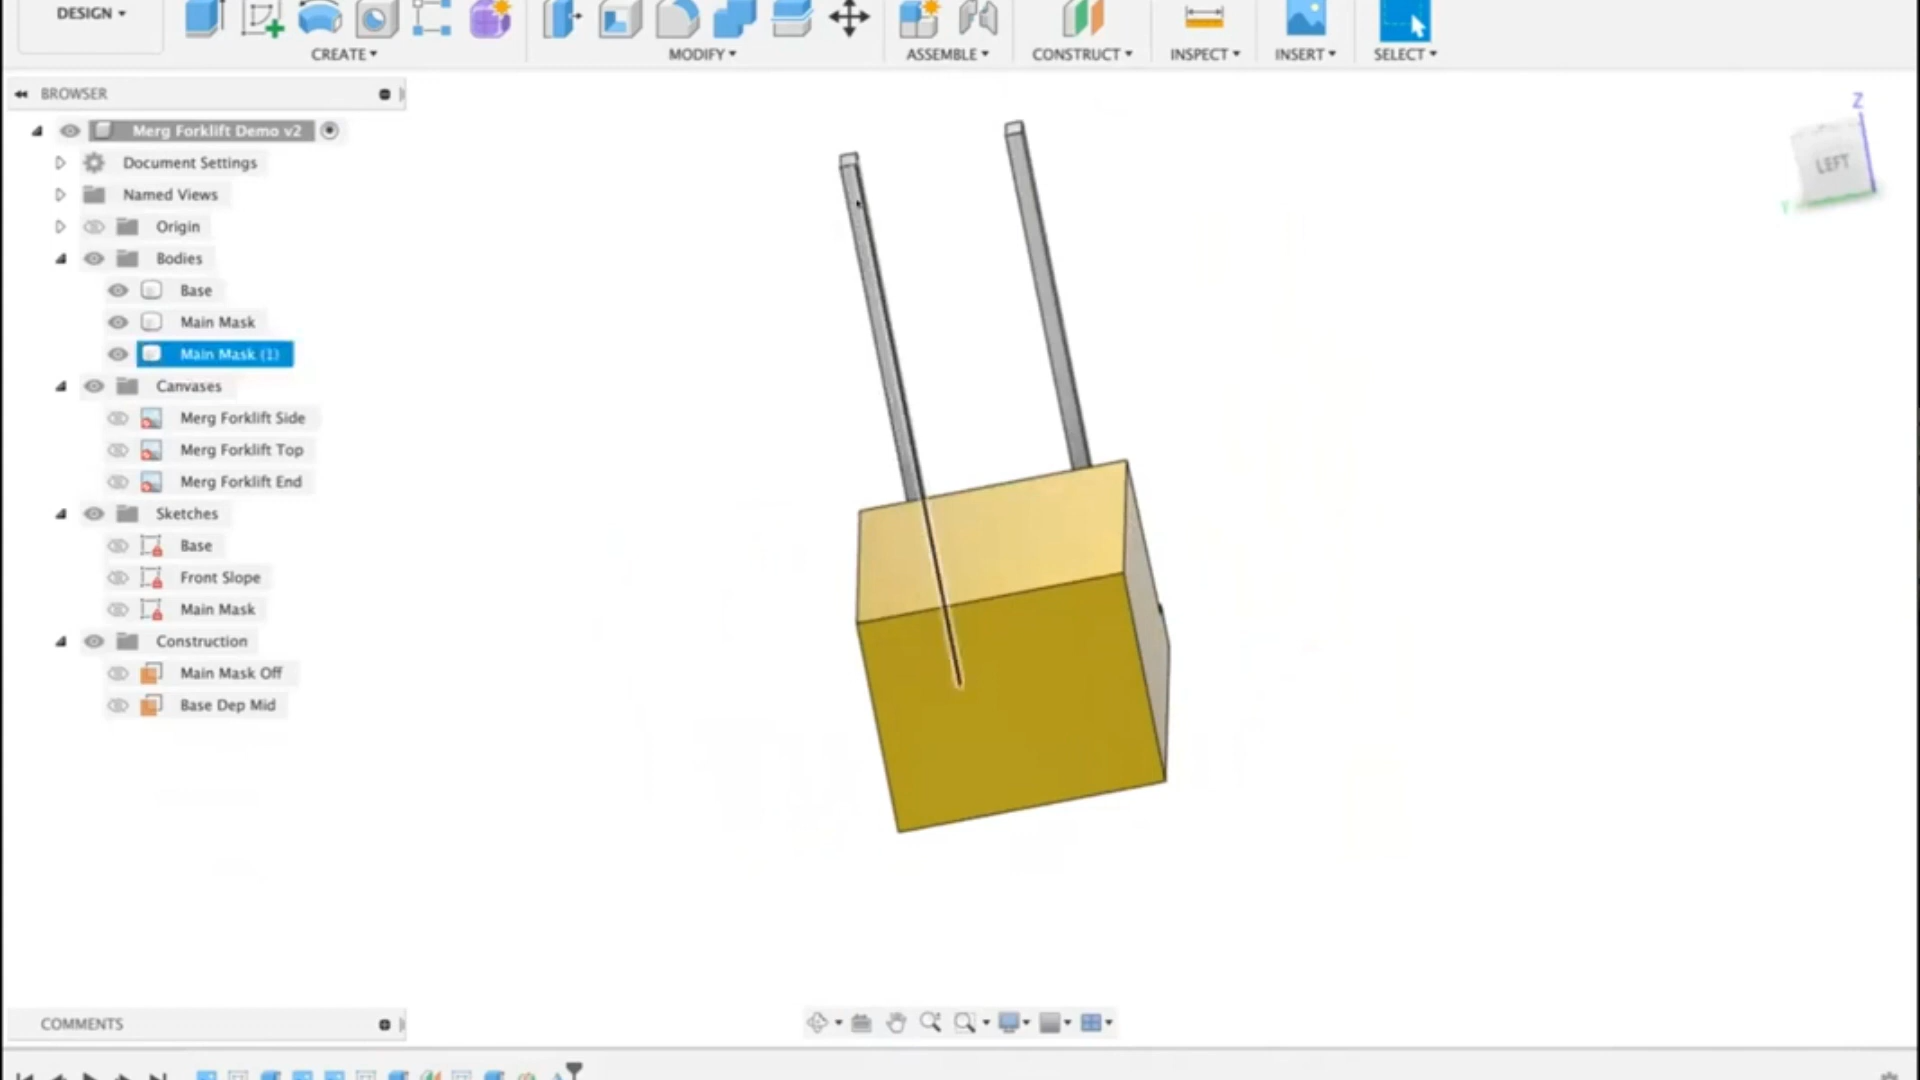 DESIGN
CREATE
MODIFY
ASSEMBLE
CONSTRUCT
INSPECT
INSERT
SELECT
BROWSER
Merg Forklift Demo v2
Document Settings
Named Views
Origin
Bodies
Base
Main Mask
Main Mask (1)
Canvases
Merg Forklift Side
Merg Forklift Top
Merg Forklift End
Sketches
Base
Front Slope
Main Mask
Construction
Main Mask Off
Base Dep Mid
Z
LEFT
Y
COMMENTS